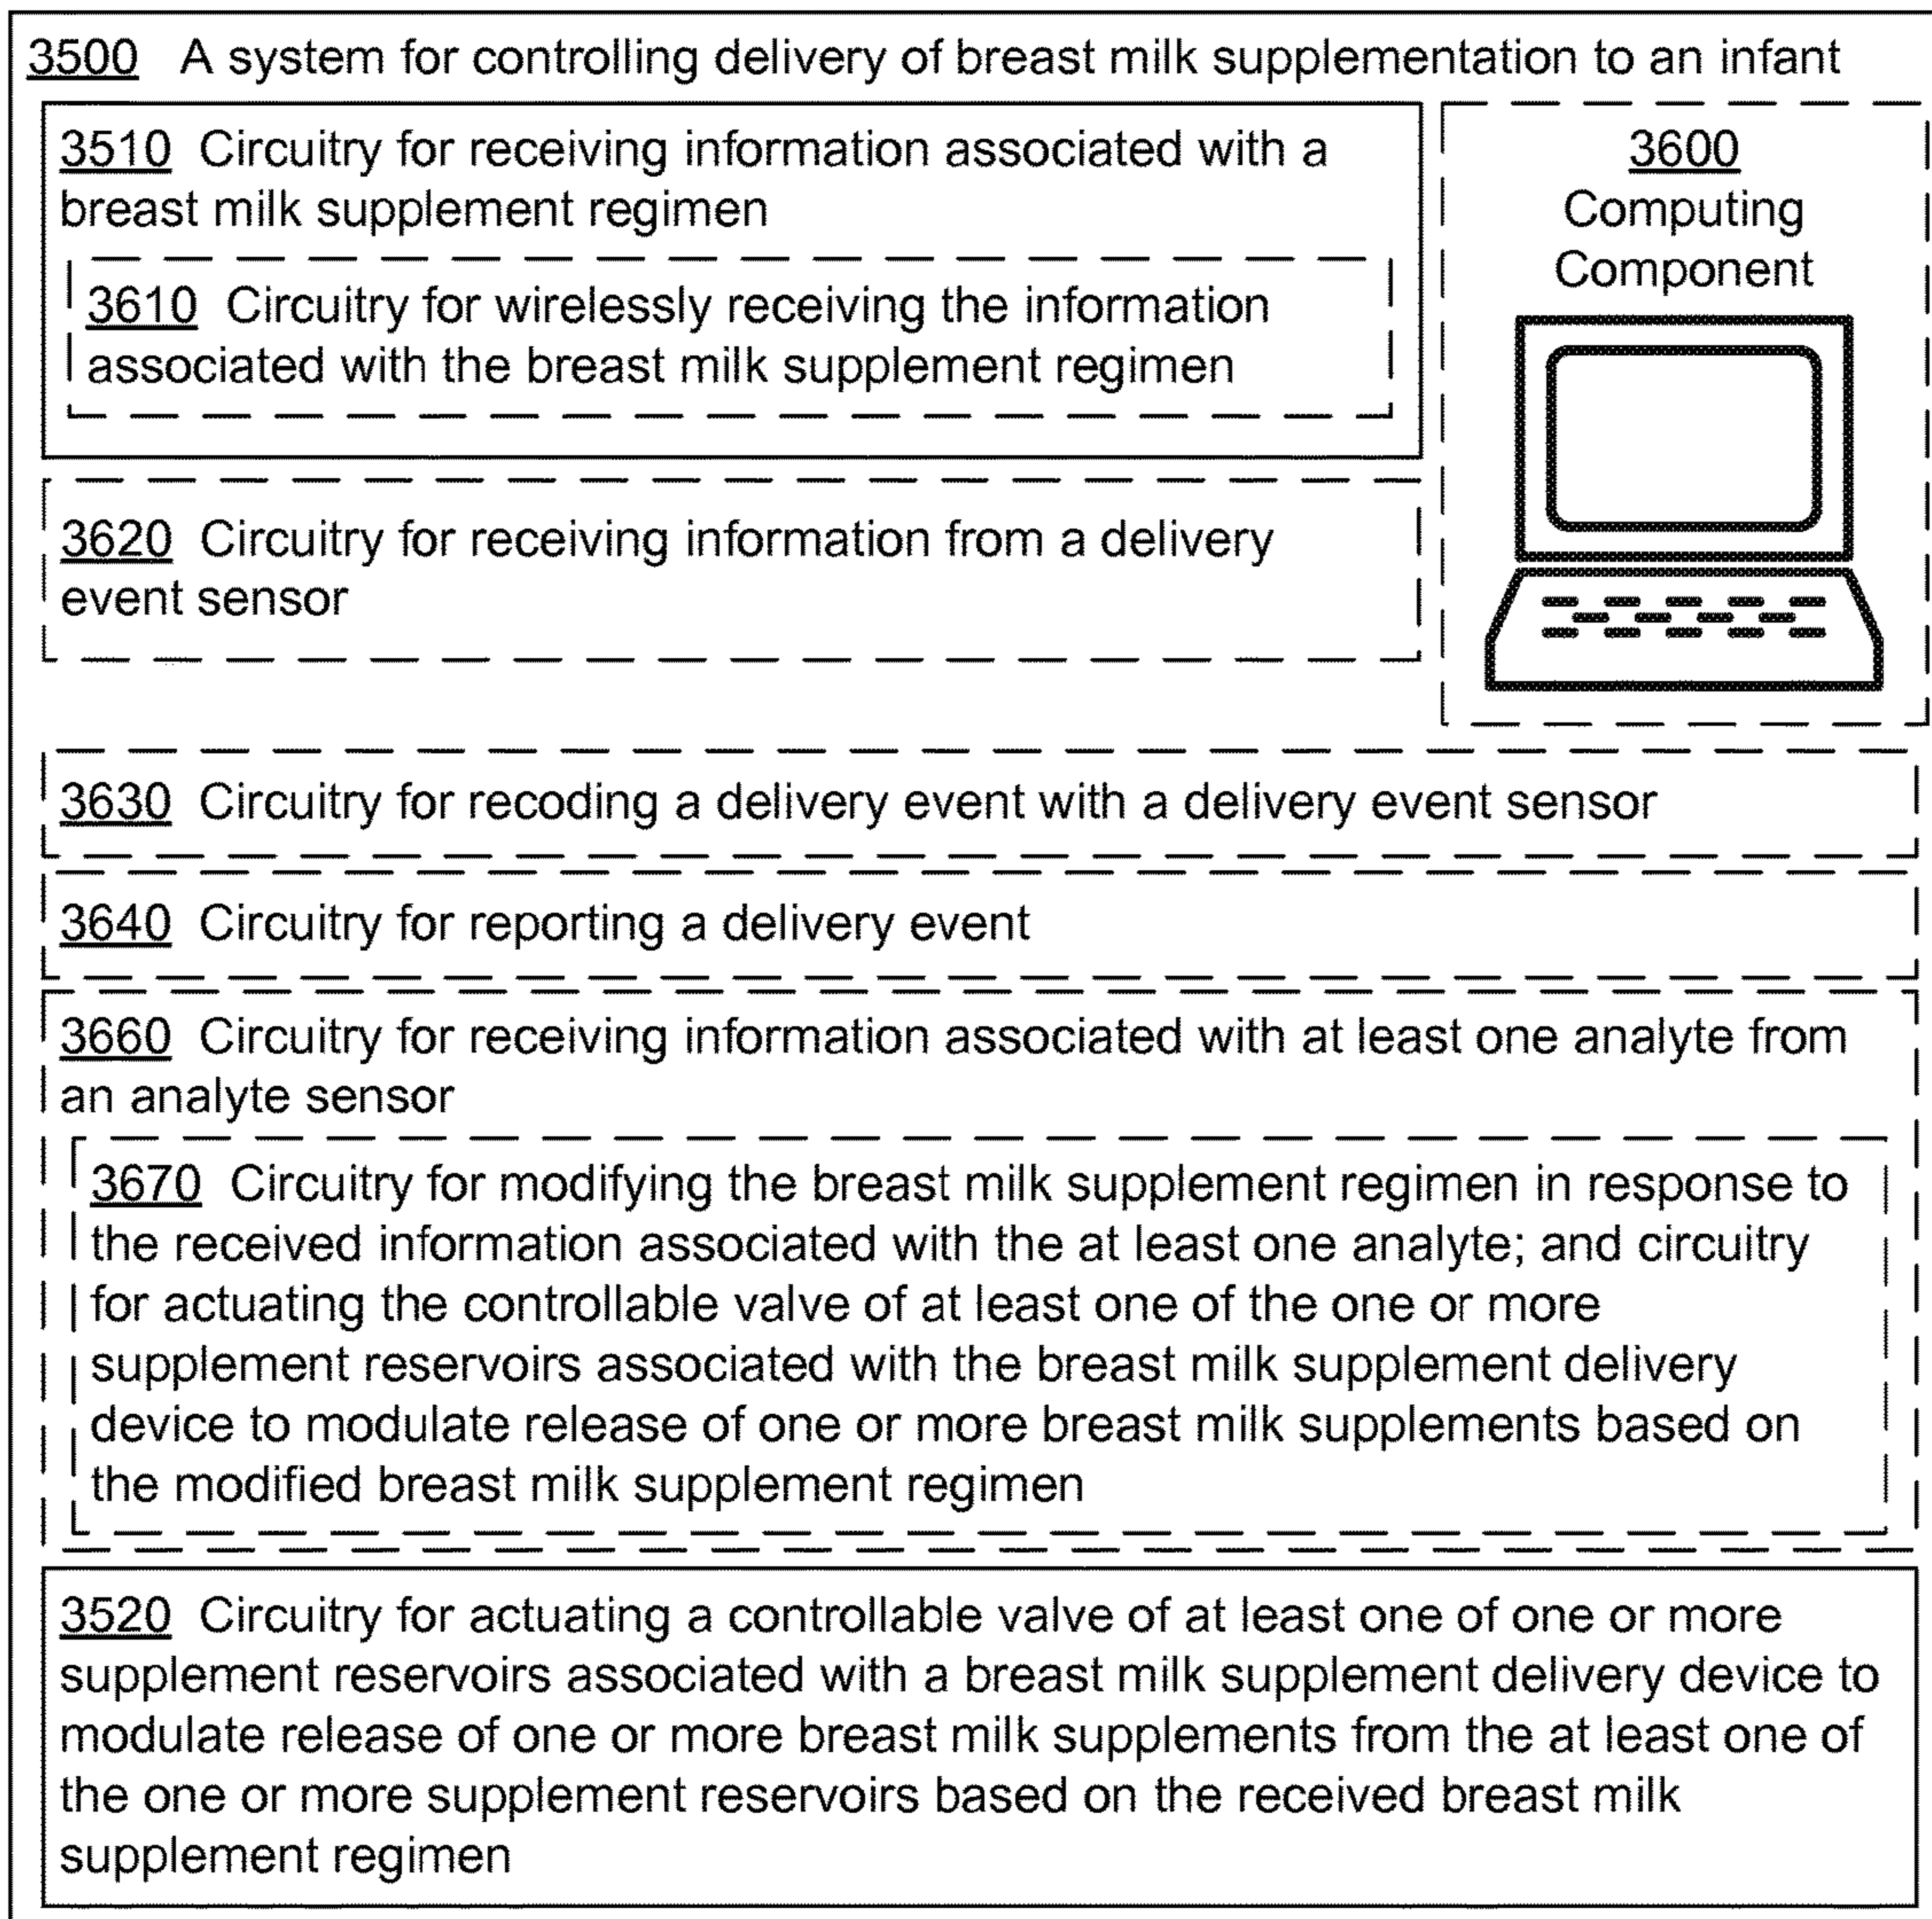 3500 A system for controlling delivery of breast milk supplementation to an infant
3510 Circuitry for receiving information associated with a
breast milk supplement regimen
3610 Circuitry for wirelessly receiving the information
associated with the breast milk supplement regimen
3600
Computing
Component
3620 Circuitry for receiving information from a delivery
event sensor
3630 Circuitry for recoding a delivery event with a delivery event sensor
3640 Circuitry for reporting a delivery event
3660 Circuitry for receiving information associated with at least one analyte from
an analyte sensor
3670 Circuitry for modifying the breast milk supplement regimen in response to
the received information associated with the at least one analyte; and circuitry
for actuating the controllable valve of at least one of the one or more
supplement reservoirs associated with the breast milk supplement delivery
device to modulate release of one or more breast milk supplements based on
the modified breast milk supplement regimen
3520 Circuitry for actuating a controllable valve of at least one of one or more
supplement reservoirs associated with a breast milk supplement delivery device to
modulate release of one or more breast milk supplements from the at least one of
the one or more supplement reservoirs based on the received breast milk
supplement regimen